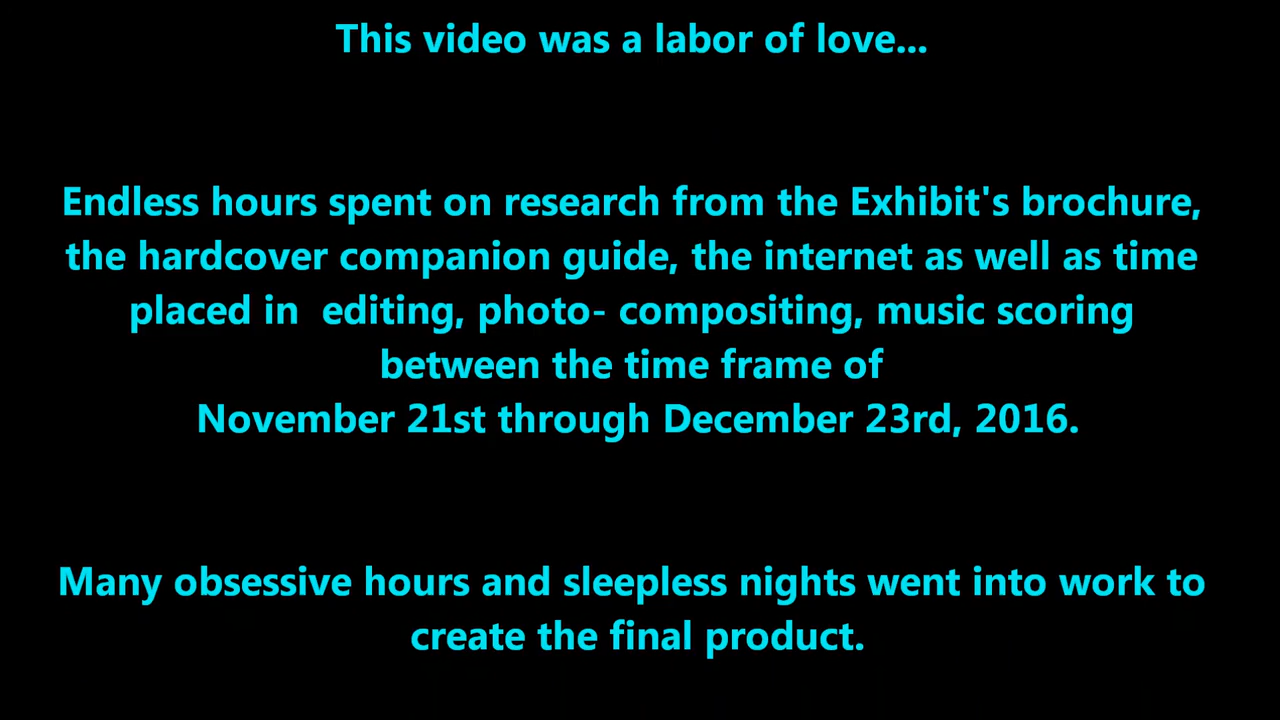 This video was a labor of love...
Endless hours spent on research from the Exhibit's brochure,
the hardcover companion guide, the internet as well as time
placed in  editing, photo- compositing, music scoring
between the time frame of
November 21st through December 23rd, 2016.
Many obsessive hours and sleepless nights went into work to
create the final product.